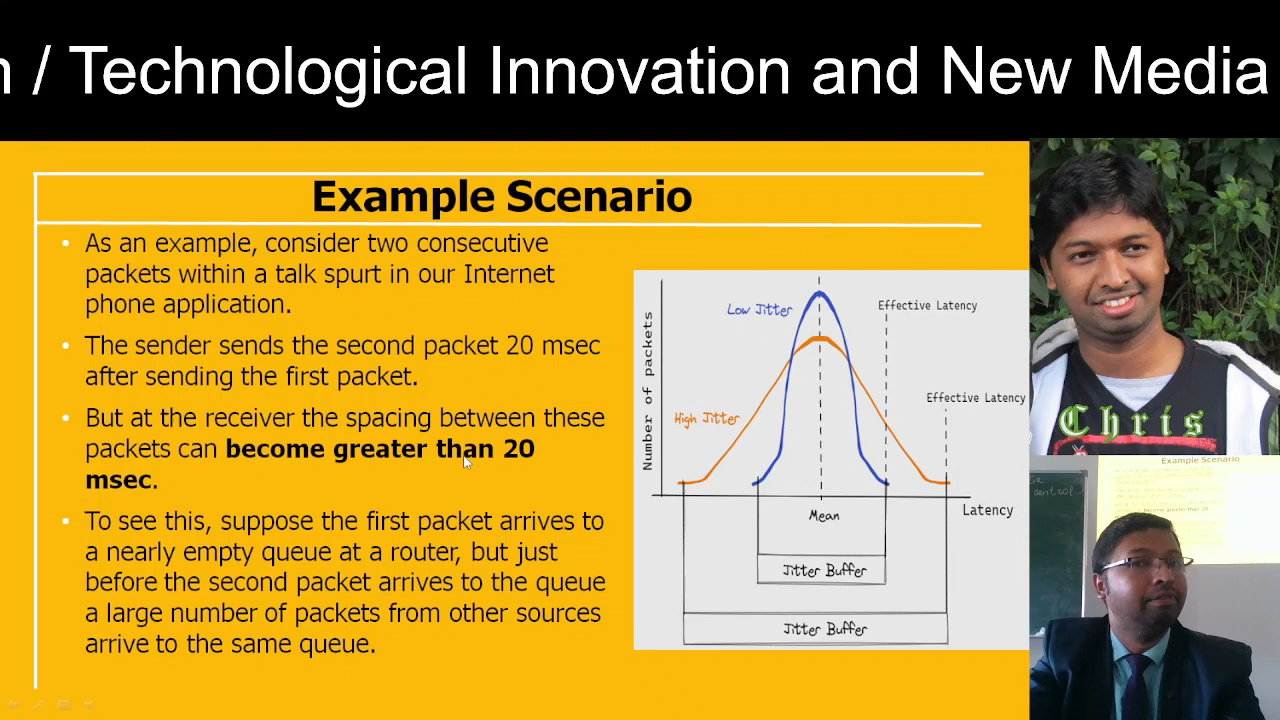 n / Technological Innovation and New Media
Example Scenario
• As an example, consider two consecutive
packets within a talk spurt in our Internet
phone application.
• The sender sends the second packet 20 msec
after sending the first packet.
• But at the receiver the spacing between these
packets can become greater than 20
msec.
• To see this, suppose the first packet arrives to
a nearly empty queue at a router, but just
before the second packet arrives to the queue
a large number of packets from other sources
arrive to the same queue.
Number of packets
Low Jitter
High Jitter
Effective Latency
Effective Latency
Mean
Latency
Jitter Buffer
Jitter Buffer
Chris
Example Scenario